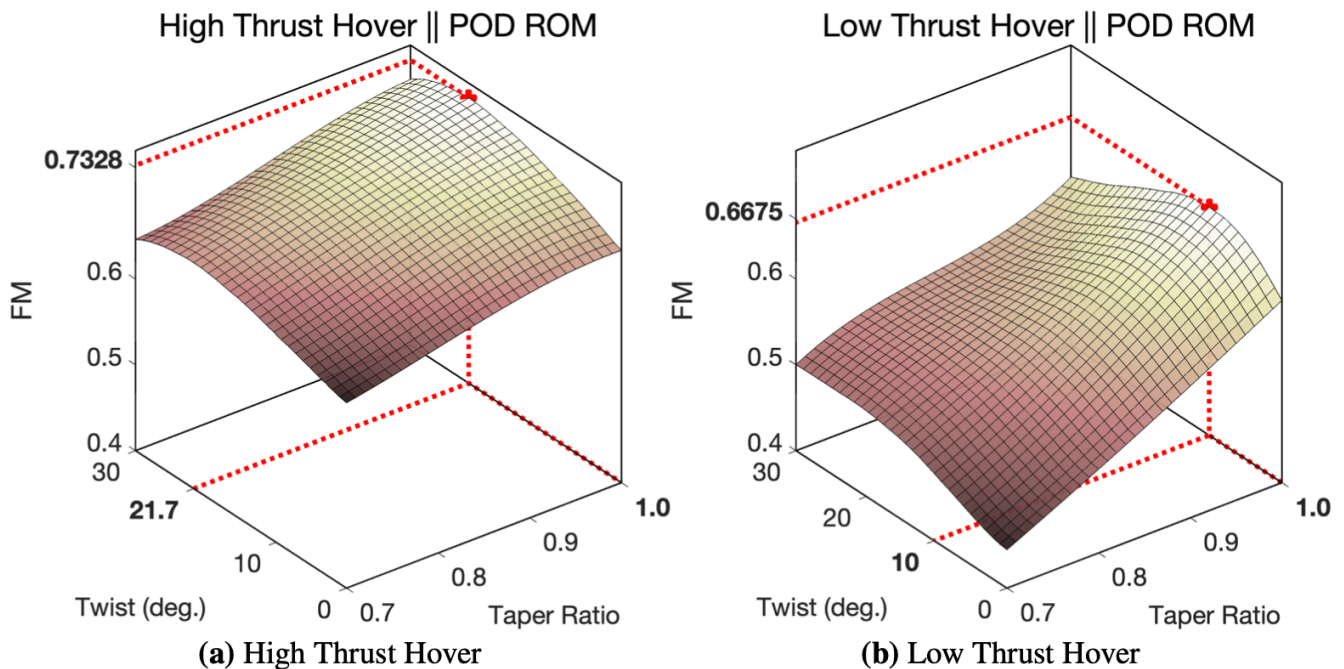 High Thrust Hover || POD ROM
0.7328
0.6
0.5
0.4
FM
30
21.7
10
0
Twist (deg.)
0.7
0.8
0.9
1.0
Taper Ratio
(a) High Thrust Hover
Low Thrust Hover || POD ROM
0.6675
0.6
0.5
0.4
FM
30
20
10
0
Twist (deg.)
0.7
0.8
0.9
1.0
Taper Ratio
(b) Low Thrust Hover